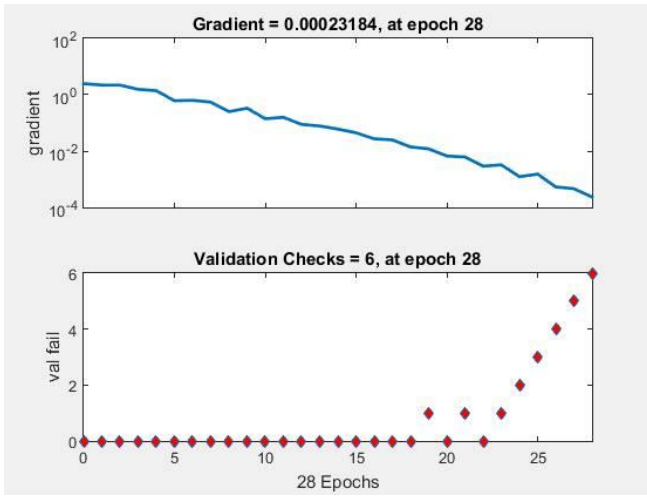 Gradient = 0.00023184, at epoch 28
10^2
10^0
10^-2
10^-4
gradient
Validation Checks = 6, at epoch 28
6
4
2
0
val fail
0 5 10 15 20 25
28 Epochs